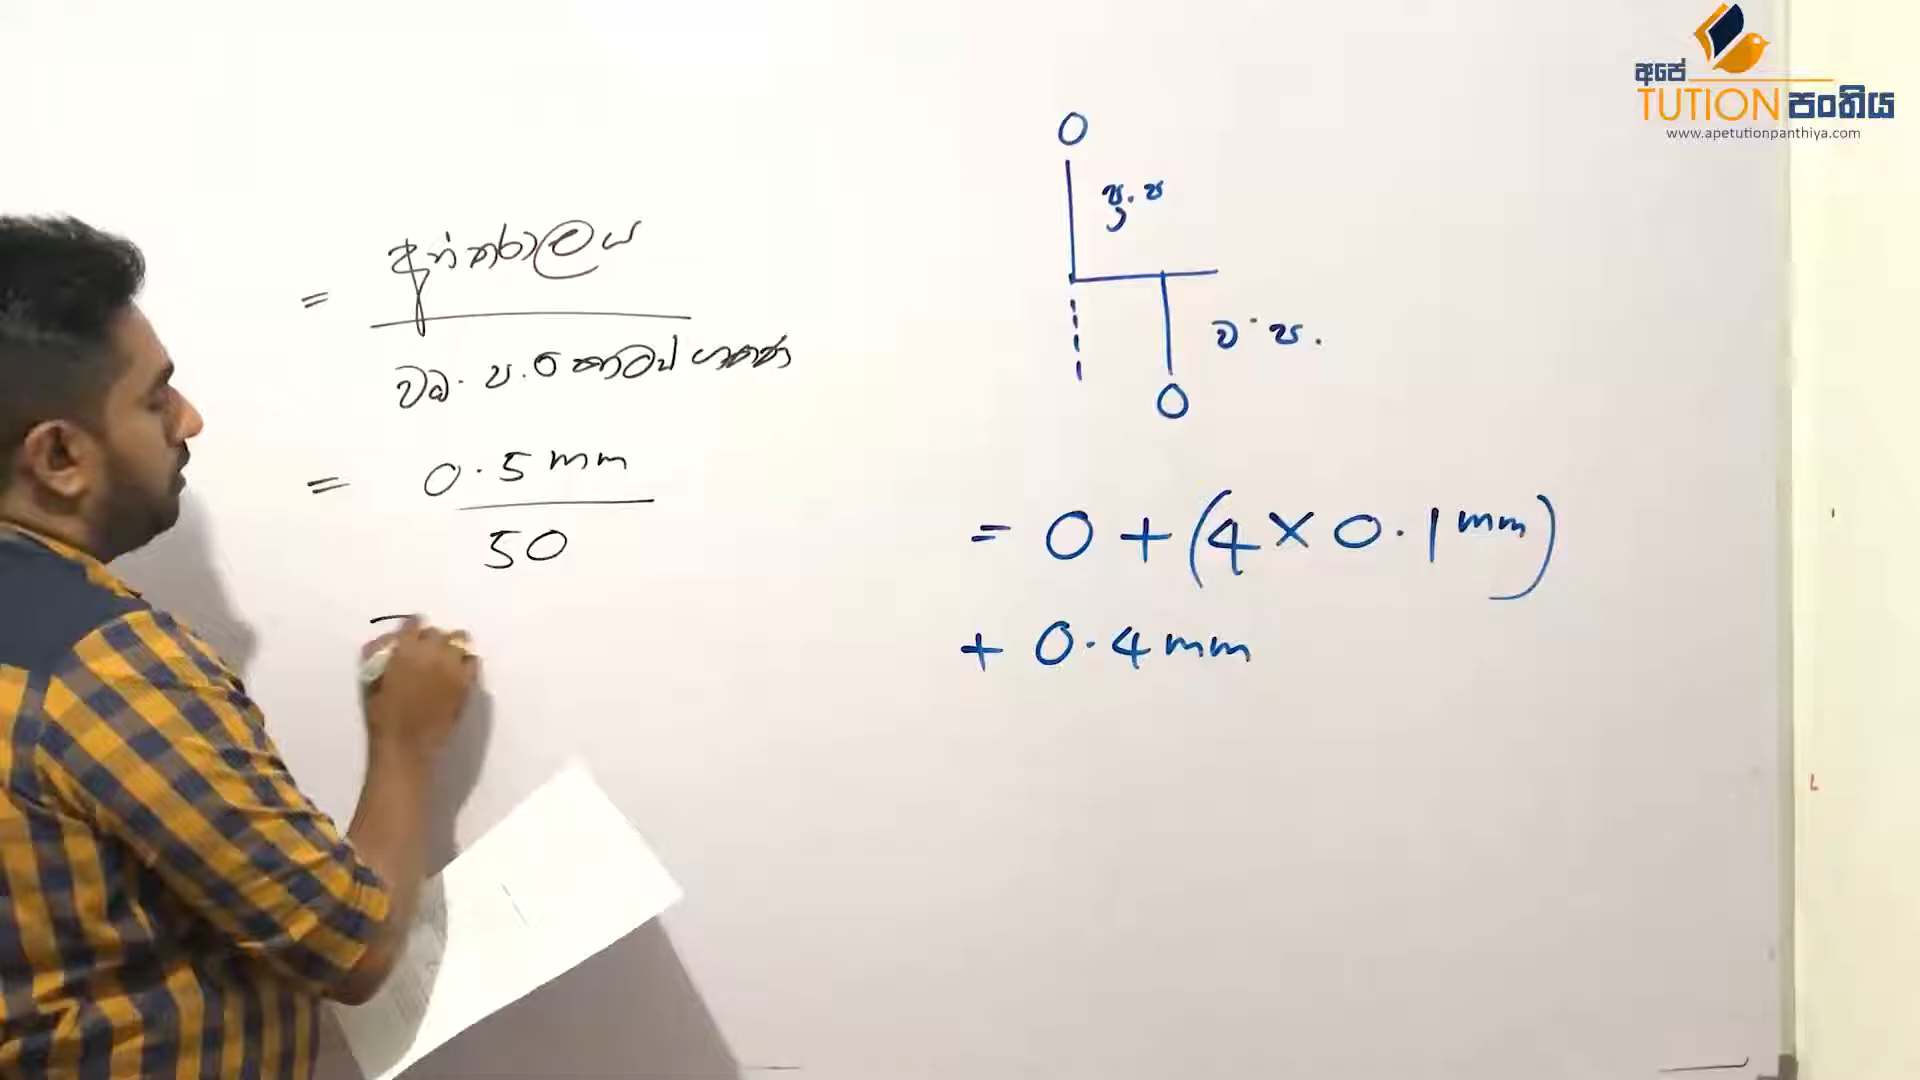 අපේ
TUTION පංතිය
www.apetutionpanthiya.com
= අන්තරාලය
වෘ. ප. කොටස් ගණන
= 0.5 mm
50
0
ප්‍ර. ප
ව. ප.
0
= 0 + (4 × 0.1 mm)
+ 0.4 mm